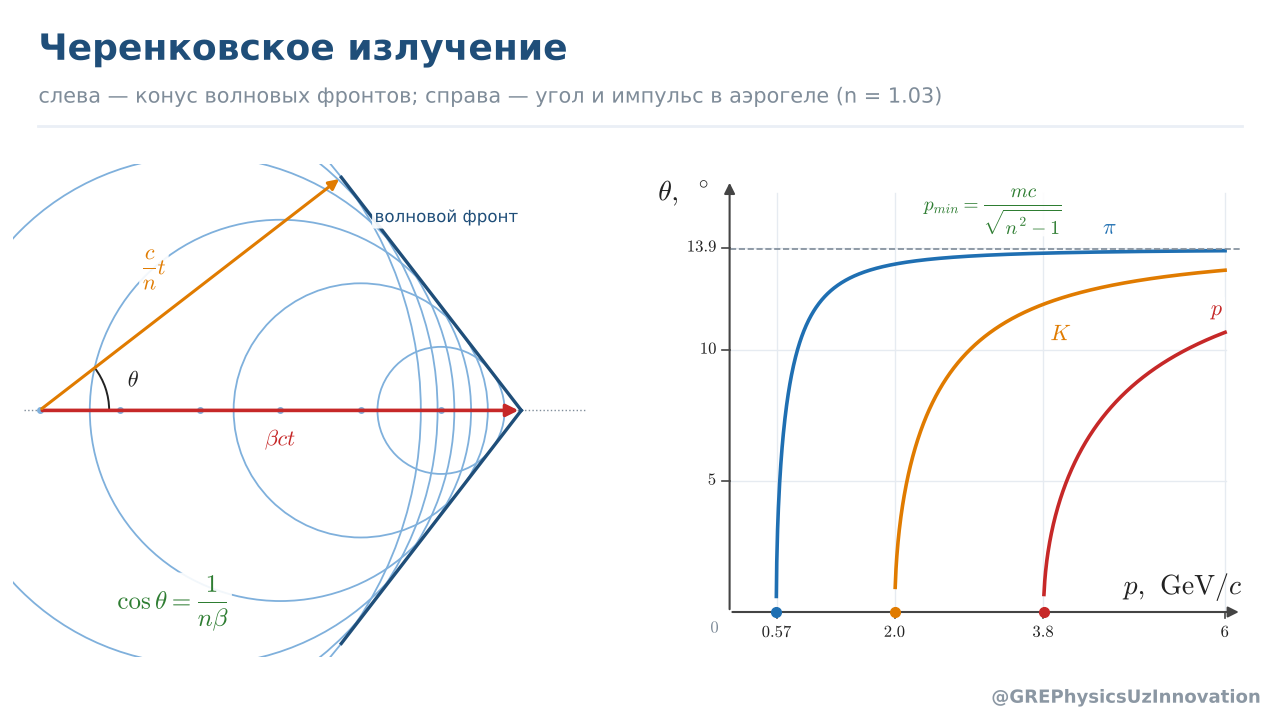 Черенковское излучение
слева — конус волновых фронтов; справа — угол и импульс в аэрогеле (n = 1.03)
волновой фронт
c/n t
θ
βct
cos θ = 1/(nβ)
θ, °
p_min = mc/√(n² − 1)
π
13.9
K
p
10
5
p, GeV/c
0
0.57 2.0 3.8 6
@GREPhysicsUzInnovation